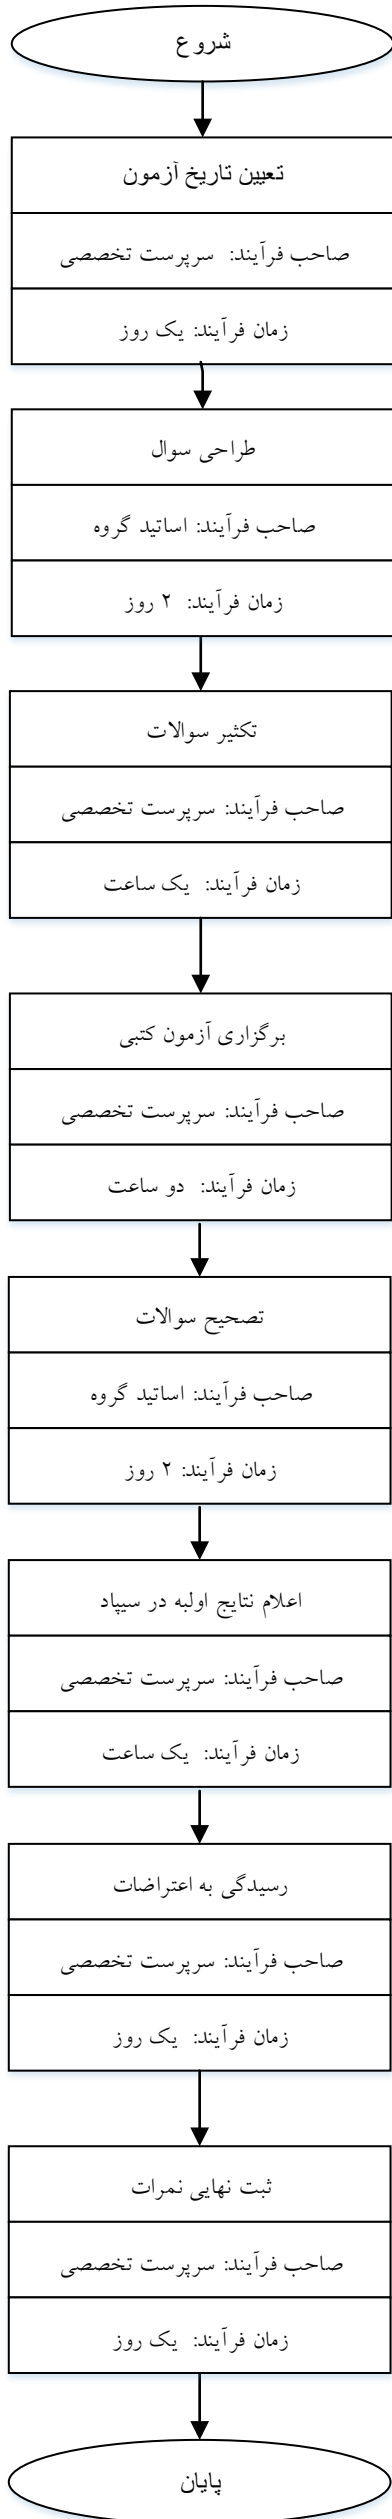 شروع
تعیین تاریخ آزمون
صاحب فرآیند: سرپرست تخصصی
زمان فرآیند: یک روز
طراحی سوال
صاحب فرآیند: اساتید گروه
زمان فرآیند: ۲ روز
تکثیر سوالات
صاحب فرآیند: سرپرست تخصصی
زمان فرآیند: یک ساعت
برگزاری آزمون کتبی
صاحب فرآیند: سرپرست تخصصی
زمان فرآیند: دو ساعت
تصحیح سوالات
صاحب فرآیند: اساتید گروه
زمان فرآیند: ۲ روز
اعلام نتایج اولبه در سیپاد
صاحب فرآیند: سرپرست تخصصی
زمان فرآیند: یک ساعت
رسیدگی به اعتراضات
صاحب فرآیند: سرپرست تخصصی
زمان فرآیند: یک روز
ثبت نهایی نمرات
صاحب فرآیند: سرپرست تخصصی
زمان فرآیند: یک روز
پایان